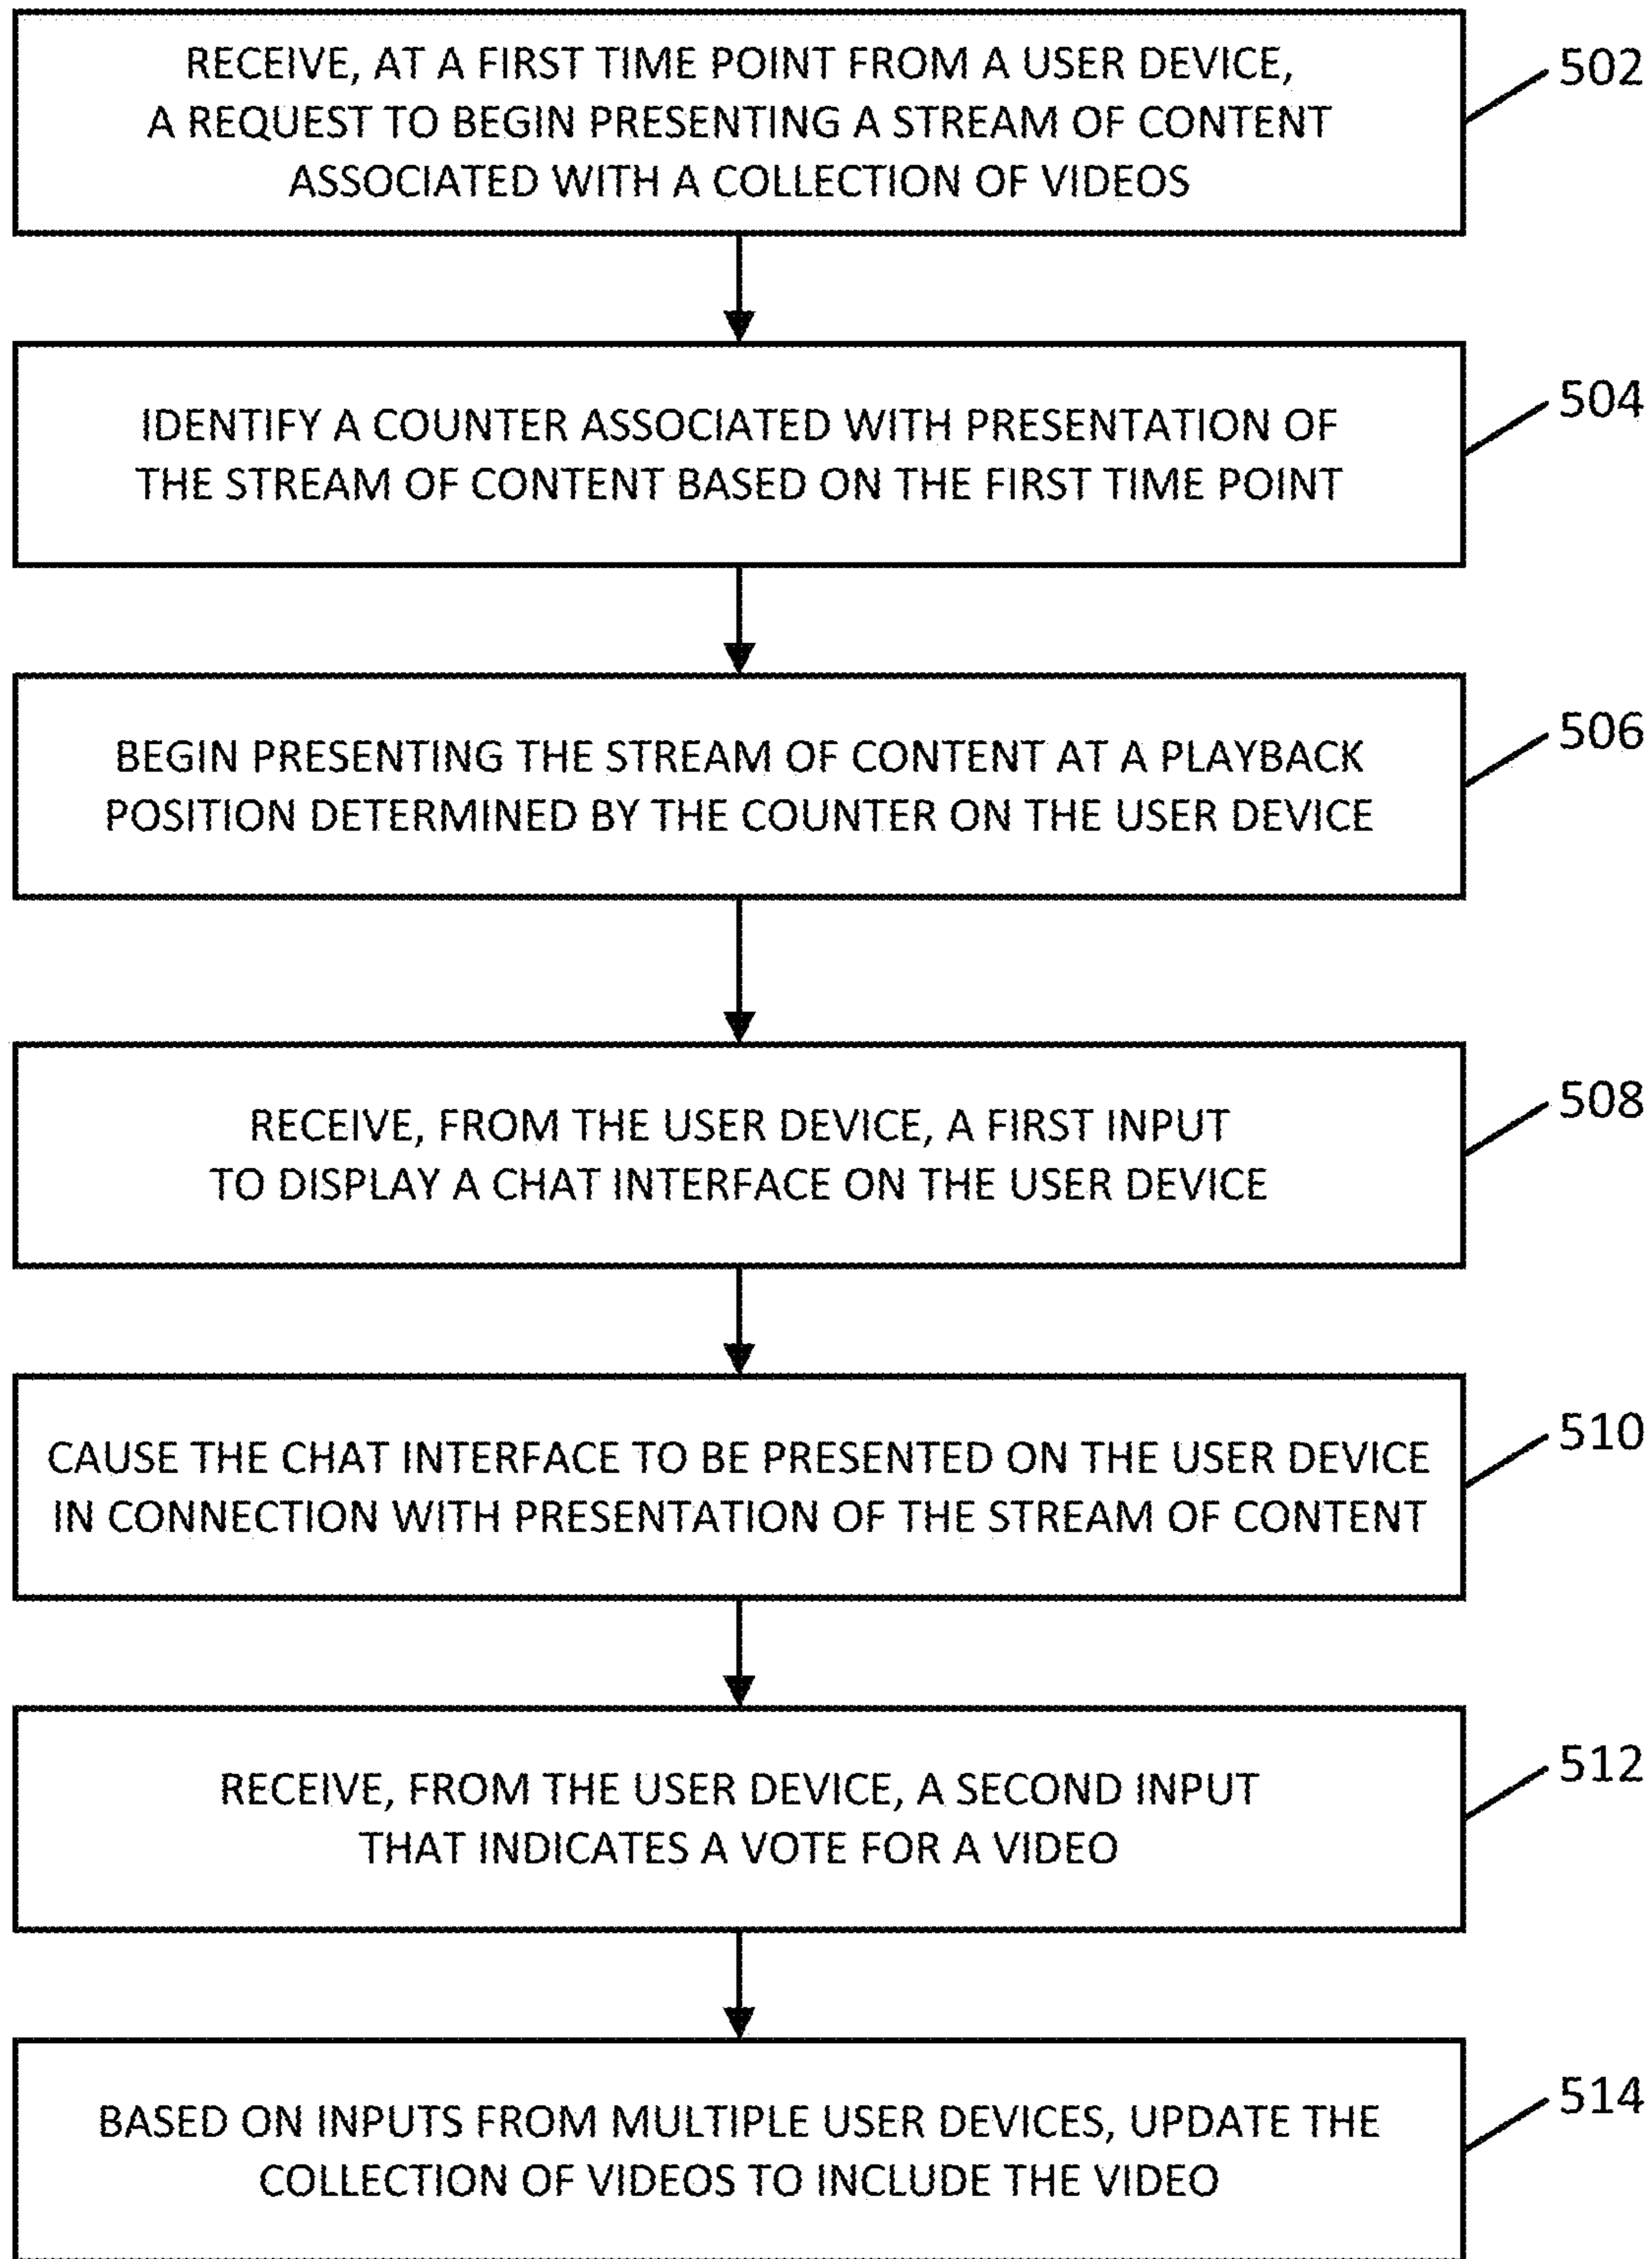 RECEIVE, AT A FIRST TIME POINT FROM A USER DEVICE,
A REQUEST TO BEGIN PRESENTING A STREAM OF CONTENT
ASSOCIATED WITH A COLLECTION OF VIDEOS
502
IDENTIFY A COUNTER ASSOCIATED WITH PRESENTATION OF
THE STREAM OF CONTENT BASED ON THE FIRST TIME POINT
504
BEGIN PRESENTING THE STREAM OF CONTENT AT A PLAYBACK
POSITION DETERMINED BY THE COUNTER ON THE USER DEVICE
506
RECEIVE, FROM THE USER DEVICE, A FIRST INPUT
TO DISPLAY A CHAT INTERFACE ON THE USER DEVICE
508
CAUSE THE CHAT INTERFACE TO BE PRESENTED ON THE USER DEVICE
IN CONNECTION WITH PRESENTATION OF THE STREAM OF CONTENT
510
RECEIVE, FROM THE USER DEVICE, A SECOND INPUT
THAT INDICATES A VOTE FOR A VIDEO
512
BASED ON INPUTS FROM MULTIPLE USER DEVICES, UPDATE THE
COLLECTION OF VIDEOS TO INCLUDE THE VIDEO
514